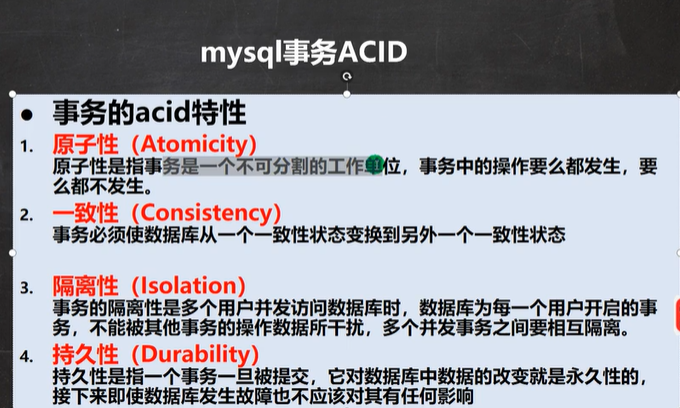 mysql事务ACID
● 事务的acid特性
1. 原子性（Atomicity）
原子性是指事务是一个不可分割的工作单位，事务中的操作要么都发生，要
么都不发生。
2. 一致性（Consistency）
事务必须使数据库从一个一致性状态变换到另外一个一致性状态
3. 隔离性（Isolation）
事务的隔离性是多个用户并发访问数据库时，数据库为每一个用户开启的事
务，不能被其他事务的操作数据所干扰，多个并发事务之间要相互隔离。
4. 持久性（Durability）
持久性是指一个事务一旦被提交，它对数据库中数据的改变就是永久性的，
接下来即使数据库发生故障也不应该对其有任何影响